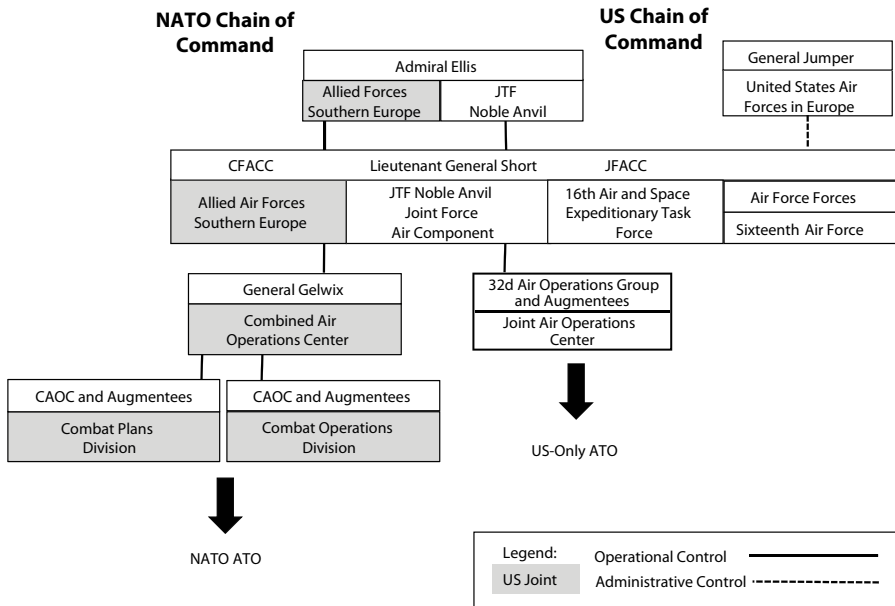 NATO Chain of
Command
US Chain of
Command
Admiral Ellis
Allied Forces
Southern Europe
JTF
Noble Anvil
General Jumper
United States Air
Forces in Europe
CFACC
Lieutenant General Short
JFACC
Allied Air Forces
Southern Europe
JTF Noble Anvil
Joint Force
Air Component
16th Air and Space
Expeditionary Task
Force
Air Force Forces
Sixteenth Air Force
General Gelwix
Combined Air
Operations Center
32d Air Operations Group
and Augmentees
Joint Air Operations
Center
CAOC and Augmentees
Combat Plans
Division
CAOC and Augmentees
Combat Operations
Division
US-Only ATO
NATO ATO
Legend:
US Joint
Operational Control
Administrative Control